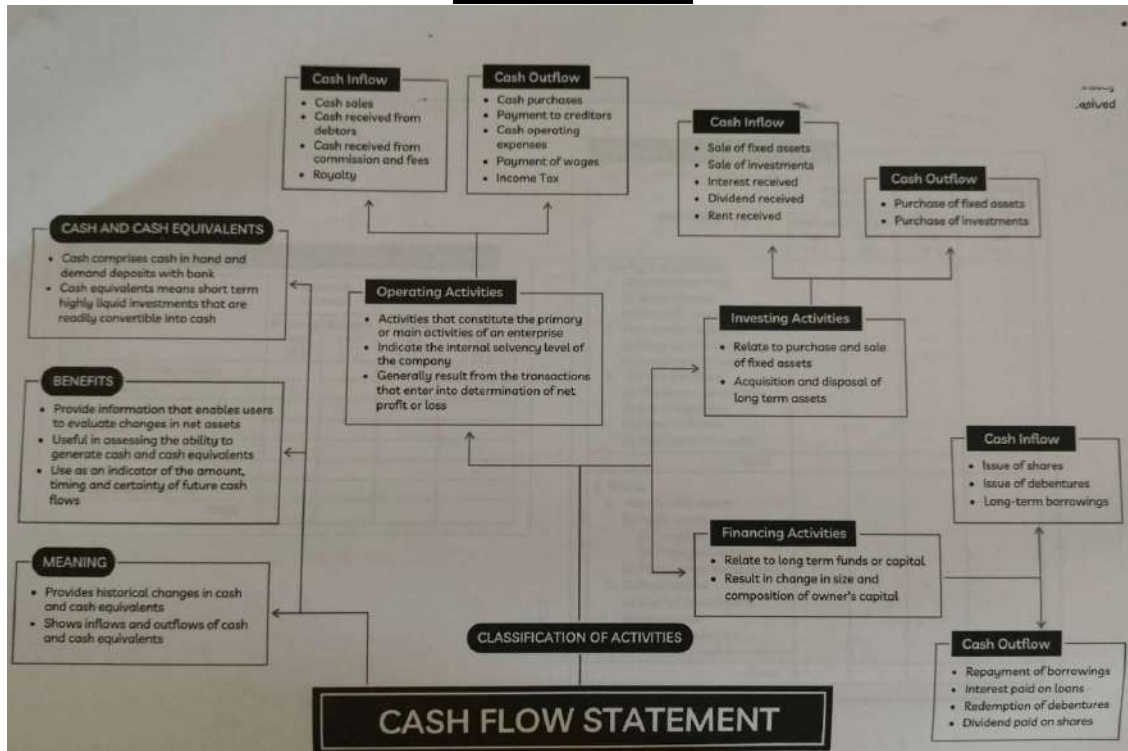 Cash Inflow
• Cash sales
• Cash received from
debtors
• Cash received from
commission and fees
• Royalty
Cash Outflow
• Cash purchases
• Payment to creditors
• Cash operating
expenses
• Payment of wages
• Income Tax
Cash Inflow
• Sale of fixed assets
• Sale of investments
• Interest received
• Dividend received
• Rent received
Cash Outflow
• Purchase of fixed assets
• Purchase of investments
CASH AND CASH EQUIVALENTS
• Cash comprises cash in hand and
demand deposits with bank
• Cash equivalents means short term
highly liquid investments that are
readily convertible into cash
Operating Activities
• Activities that constitute the primary
or main activities of an enterprise
• Indicate the internal solvency level of
the company
• Generally result from the transactions
that enter into determination of net
profit or loss
Investing Activities
• Relate to purchase and sale
of fixed assets
• Acquisition and disposal of
long term assets
BENEFITS
• Provide information that enables users
to evaluate changes in net assets
• Useful in assessing the ability to
generate cash and cash equivalents
• Use as an indicator of the amount,
timing and certainty of future cash
flows
Cash Inflow
• Issue of shares
• Issue of debentures
• Long-term borrowings
Financing Activities
• Relate to long term funds or capital
• Result in change in size and
composition of owner's capital
MEANING
• Provides historical changes in cash
and cash equivalents
• Shows inflows and outflows of cash
and cash equivalents
CLASSIFICATION OF ACTIVITIES
Cash Outflow
• Repayment of borrowings
• Interest paid on loans
• Redemption of debentures
• Dividend paid on shares
CASH FLOW STATEMENT